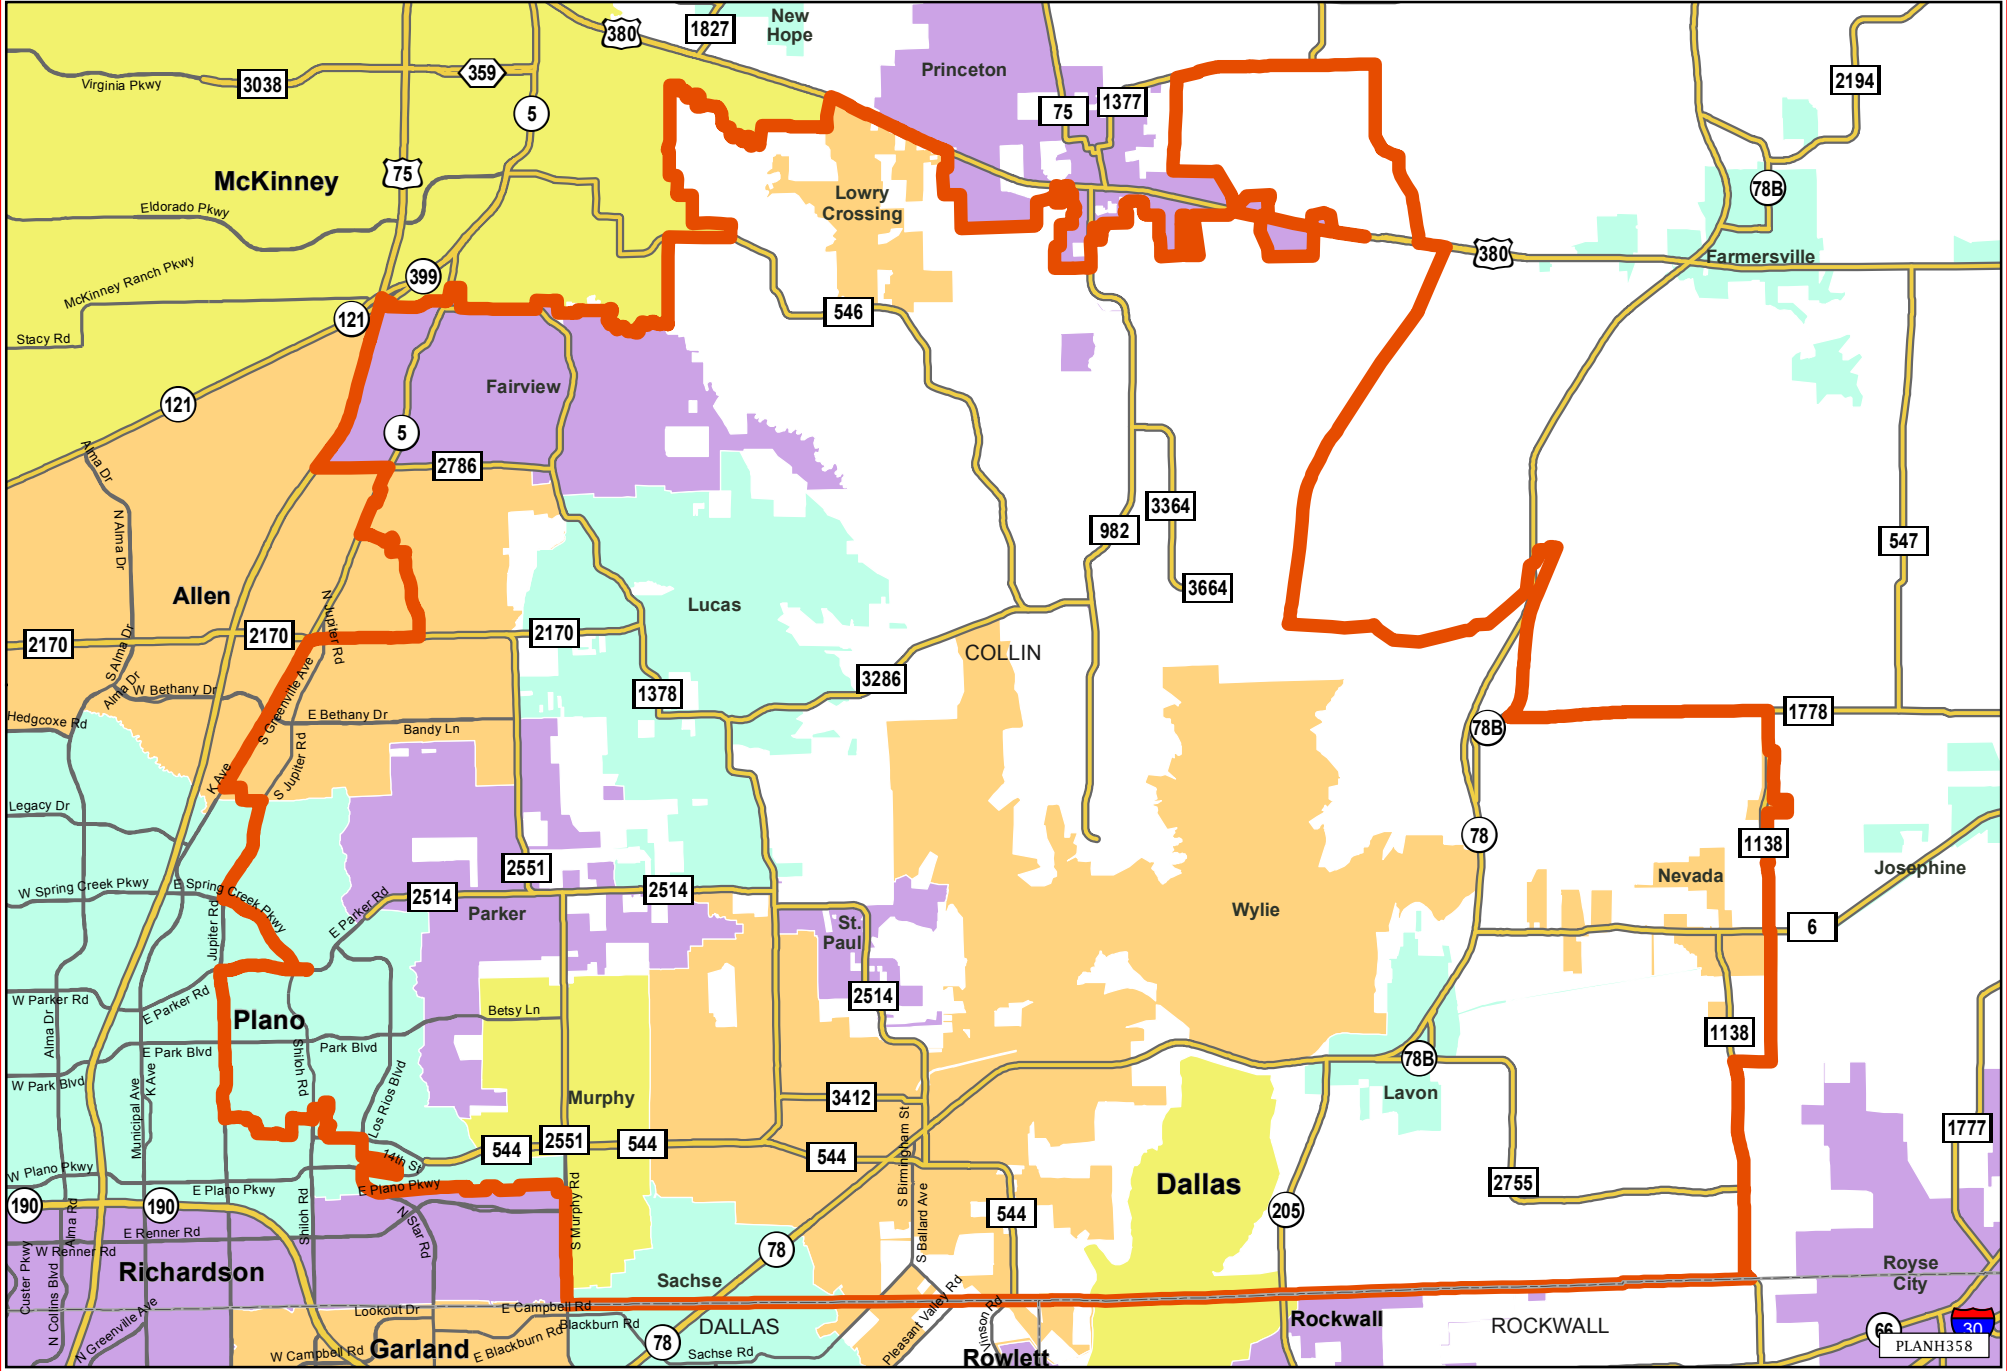 New
Hope
1827
380
Virginia Pkwy
3038
359
Princeton
2194
5
75
1377
McKinney
75
78B
Eldorado Pkwy
Lowry
Crossing
380
Farmersville
McKinney Ranch Pkwy
399
121
546
Stacy Rd
Fairview
121
5
2786
Alma Dr
N Alma Dr
3364
982
547
Allen
N Jupiter Rd
Lucas
3664
2170
2170
2170
S Alma Dr
COLLIN
3286
1378
Alma Dr
W Bethany Dr
S Greenville Ave
E Bethany Dr
Bandy Ln
Hedgcoxe Rd
1778
78B
K Ave
S Jupiter Rd
Legacy Dr
78
1138
2551
Josephine
W Spring Creek Pkwy
E Spring Creek Pkwy
2514
2514
Nevada
E Parker Rd
Parker
Wylie
St.
Paul
6
Jupiter Rd
W Parker Rd
E Parker Rd
2514
Plano
Betsy Ln
Alma Dr
E Park Blvd
Park Blvd
Shiloh Rd
1138
W Park Blvd
K Ave
Los Rios Blvd
78B
Lavon
Murphy
3412
Municipal Ave
S Birmingham St
1777
544
2551
544
544
14th St
W Plano Pkwy
E Plano Pkwy
E Plano Pkwy
Dallas
2755
190
190
Alma Rd
Shiloh Rd
N Star Rd
S Murphy Rd
S Ballard Ave
544
205
E Renner Rd
W Renner Rd
78
Richardson
Custer Pkwy
N Collins Blvd
Sachse
Royse
City
N Greenville Ave
Lookout Dr
E Campbell Rd
Blackburn Rd
Pleasant Valley Rd
Vinson Rd
Rockwall
DALLAS
ROCKWALL
78
66
30
W Campbell Rd
Garland
E Blackburn Rd
Sachse Rd
Rowlett
PLANH358